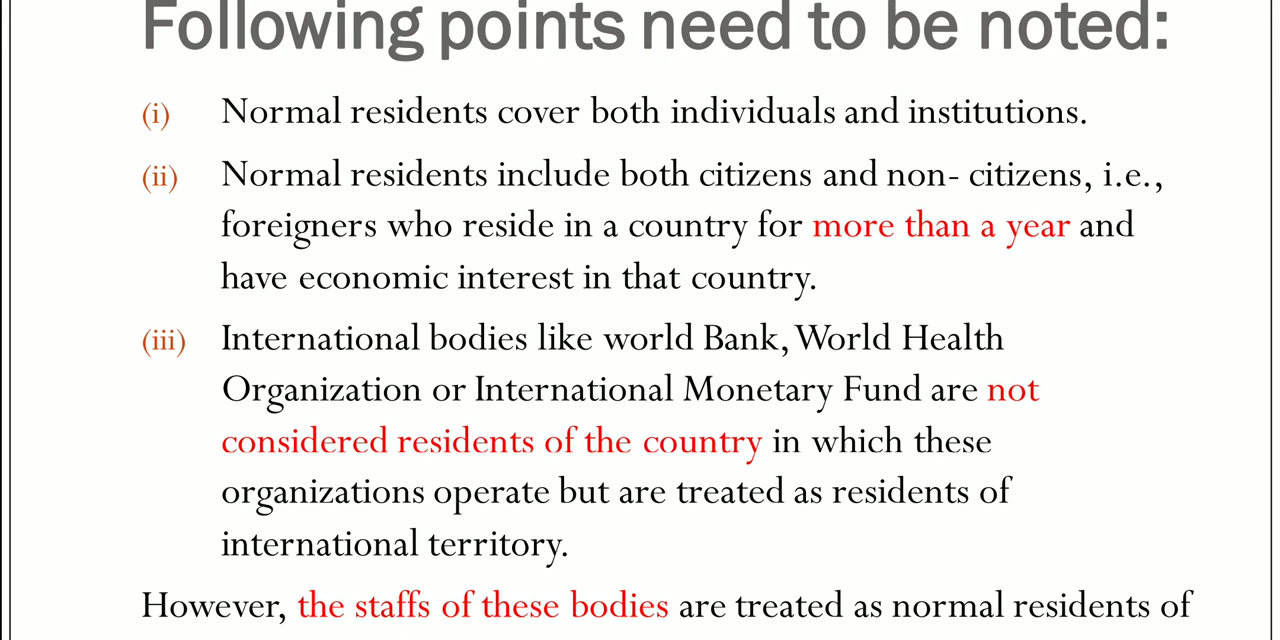 Following points need to be noted:
(i) Normal residents cover both individuals and institutions.
(ii) Normal residents include both citizens and non- citizens, i.e.,
foreigners who reside in a country for more than a year and
have economic interest in that country.
(iii) International bodies like world Bank, World Health
Organization or International Monetary Fund are not
considered residents of the country in which these
organizations operate but are treated as residents of
international territory.
However, the staffs of these bodies are treated as normal residents of